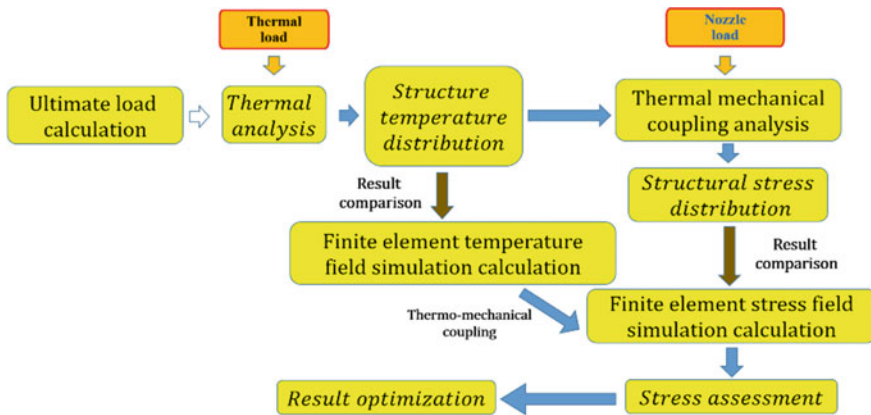 Thermal
load
Nozzle
load
Ultimate load
calculation
Thermal
analysis
Structure
temperature
distribution
Thermal mechanical
coupling analysis
Result
comparison
Structural stress
distribution
Finite element temperature
field simulation calculation
Result
comparison
Thermo-mechanical
coupling
Finite element stress field
simulation calculation
Result optimization
Stress assessment